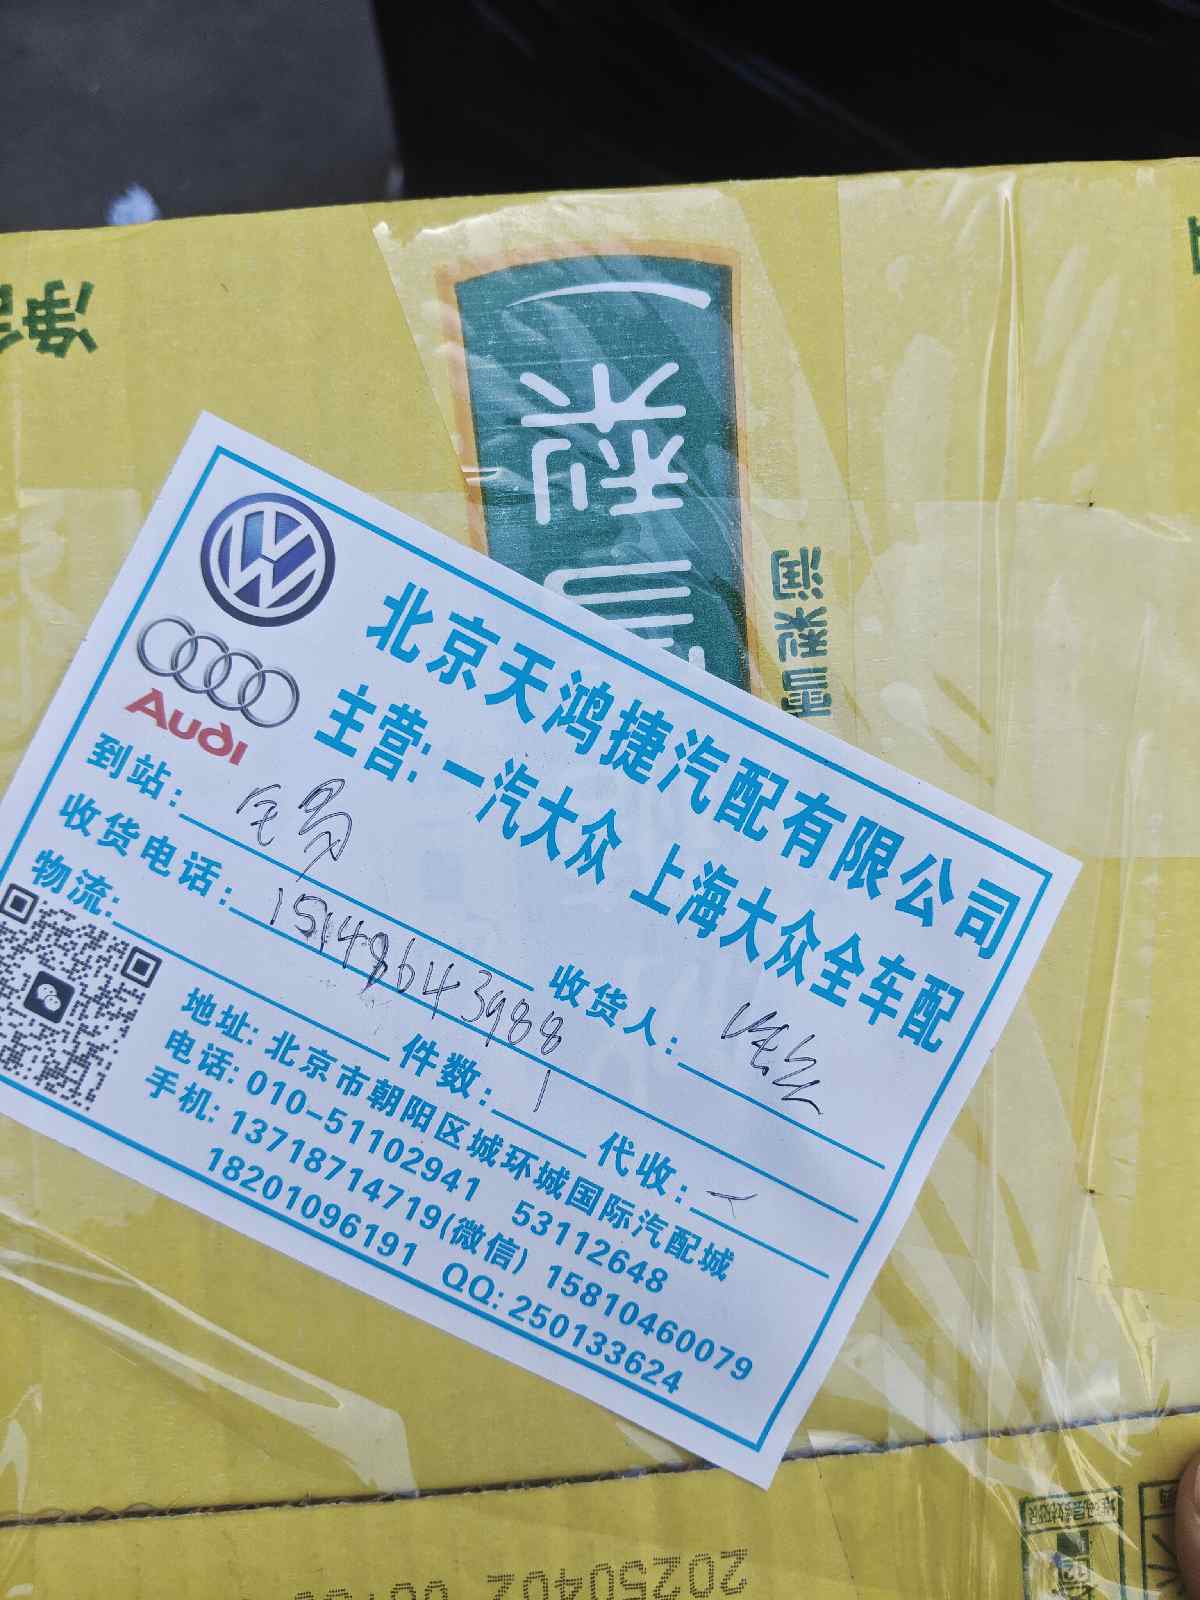 北京天鸿捷汽配有限公司
主营:一汽大众 上海大众全车配
Audi
到站:
收货电话: 15148643988 收货人:
物流: 件数: 1 代收:
地址: 北京市朝阳区城环城国际汽配城
电话: 010-51102941 53112648
手机: 13718714719(微信) 15810460079
18201096191 QQ: 250133624
净
20250402